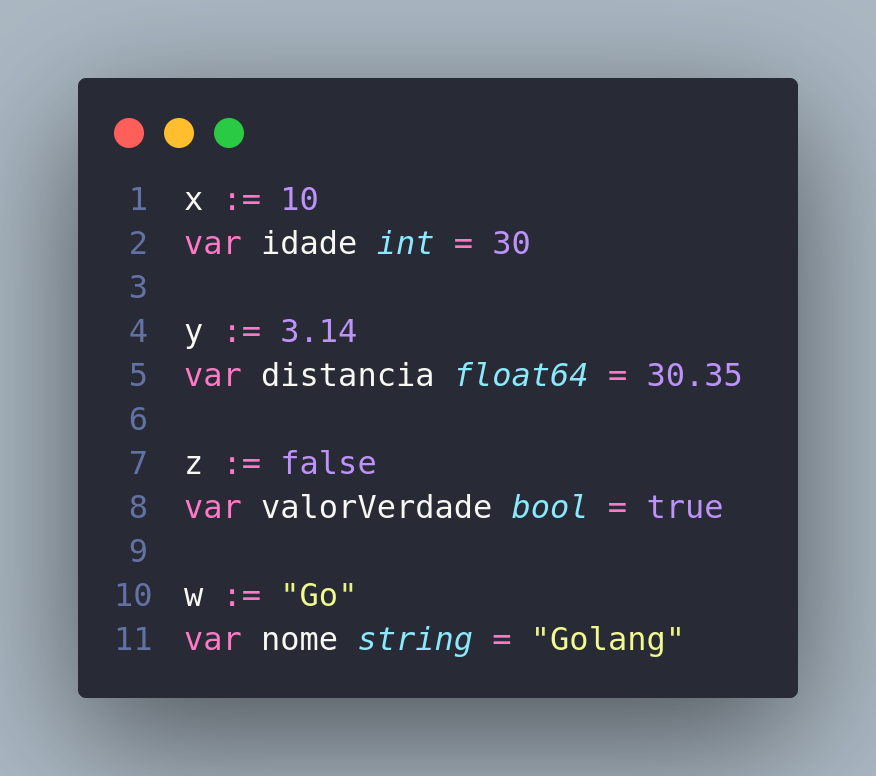 1 x := 10
2 var idade int = 30
3
4 y := 3.14
5 var distancia float64 = 30.35
6
7 z := false
8 var valorVerdade bool = true
9
10 w := "Go"
11 var nome string = "Golang"